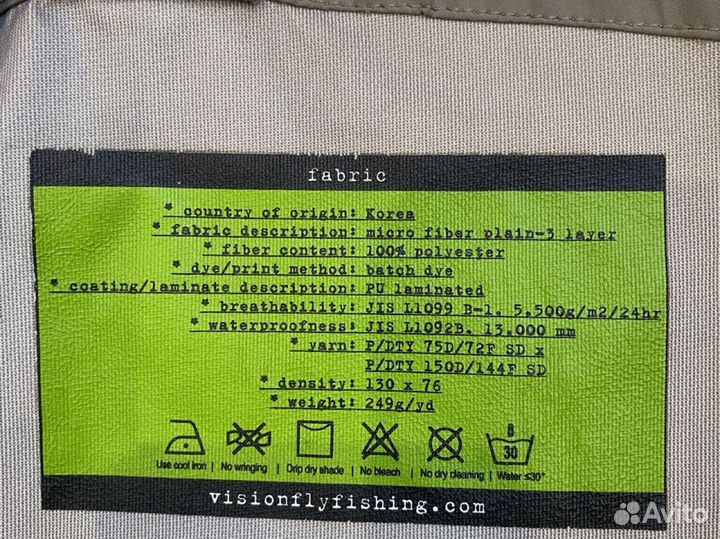 fabric
* country of origin: Korea
* fabric description: micro fiber plain-3 layer
* fiber content: 100% polyester
* dye/print method: batch dye
* coating/laminate description: PU laminated
* breathability: JIS L1099 B-1. 5,500g/m2/24hr
* waterproofness: JIS L1092B. 13.000 mm
* yarn: P/DTY 75D/72F SD x
P/DTY 150D/144F SD
* density: 130 x 76
* weight: 249g/yd
8
30
Use cool iron | No wringing | Drip dry shade | No bleach | No dry cleaning | Water ≤30°
visionflyfishing.com
Avito